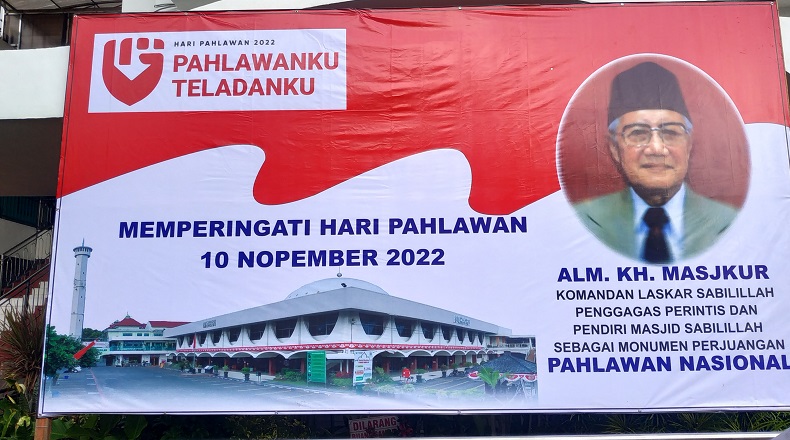 HARI PAHLAWAN 2022
PAHLAWANKU
TELADANKU
MEMPERINGATI HARI PAHLAWAN
10 NOPEMBER 2022
ALM. KH. MASJKUR
KOMANDAN LASKAR SABILILLAH
PENGGAGAS PERINTIS DAN
PENDIRI MASJID SABILILLAH
SEBAGAI MONUMEN PERJUANGAN
PAHLAWAN NASIONAL
DILARANG